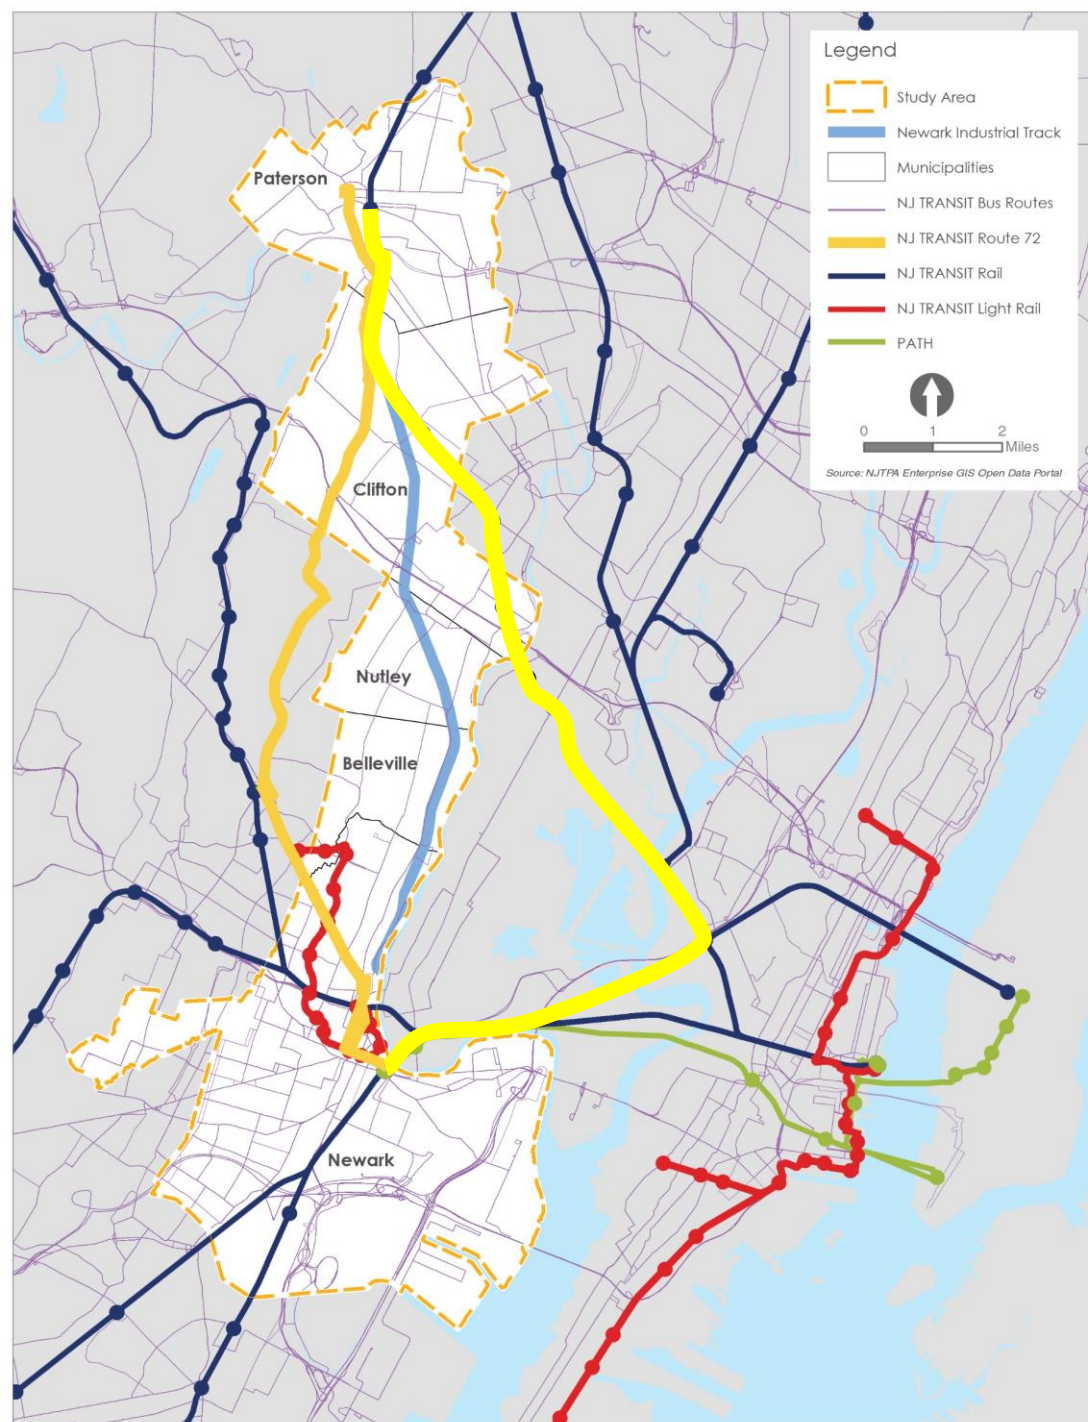 Legend
Study Area
Newark Industrial Track
Municipalities
NJ TRANSIT Bus Routes
NJ TRANSIT Route 72
NJ TRANSIT Rail
NJ TRANSIT Light Rail
PATH
0 1 2
Miles
Source: NJTPA Enterprise GIS Open Data Portal
Paterson
Clifton
Nutley
Belleville
Newark